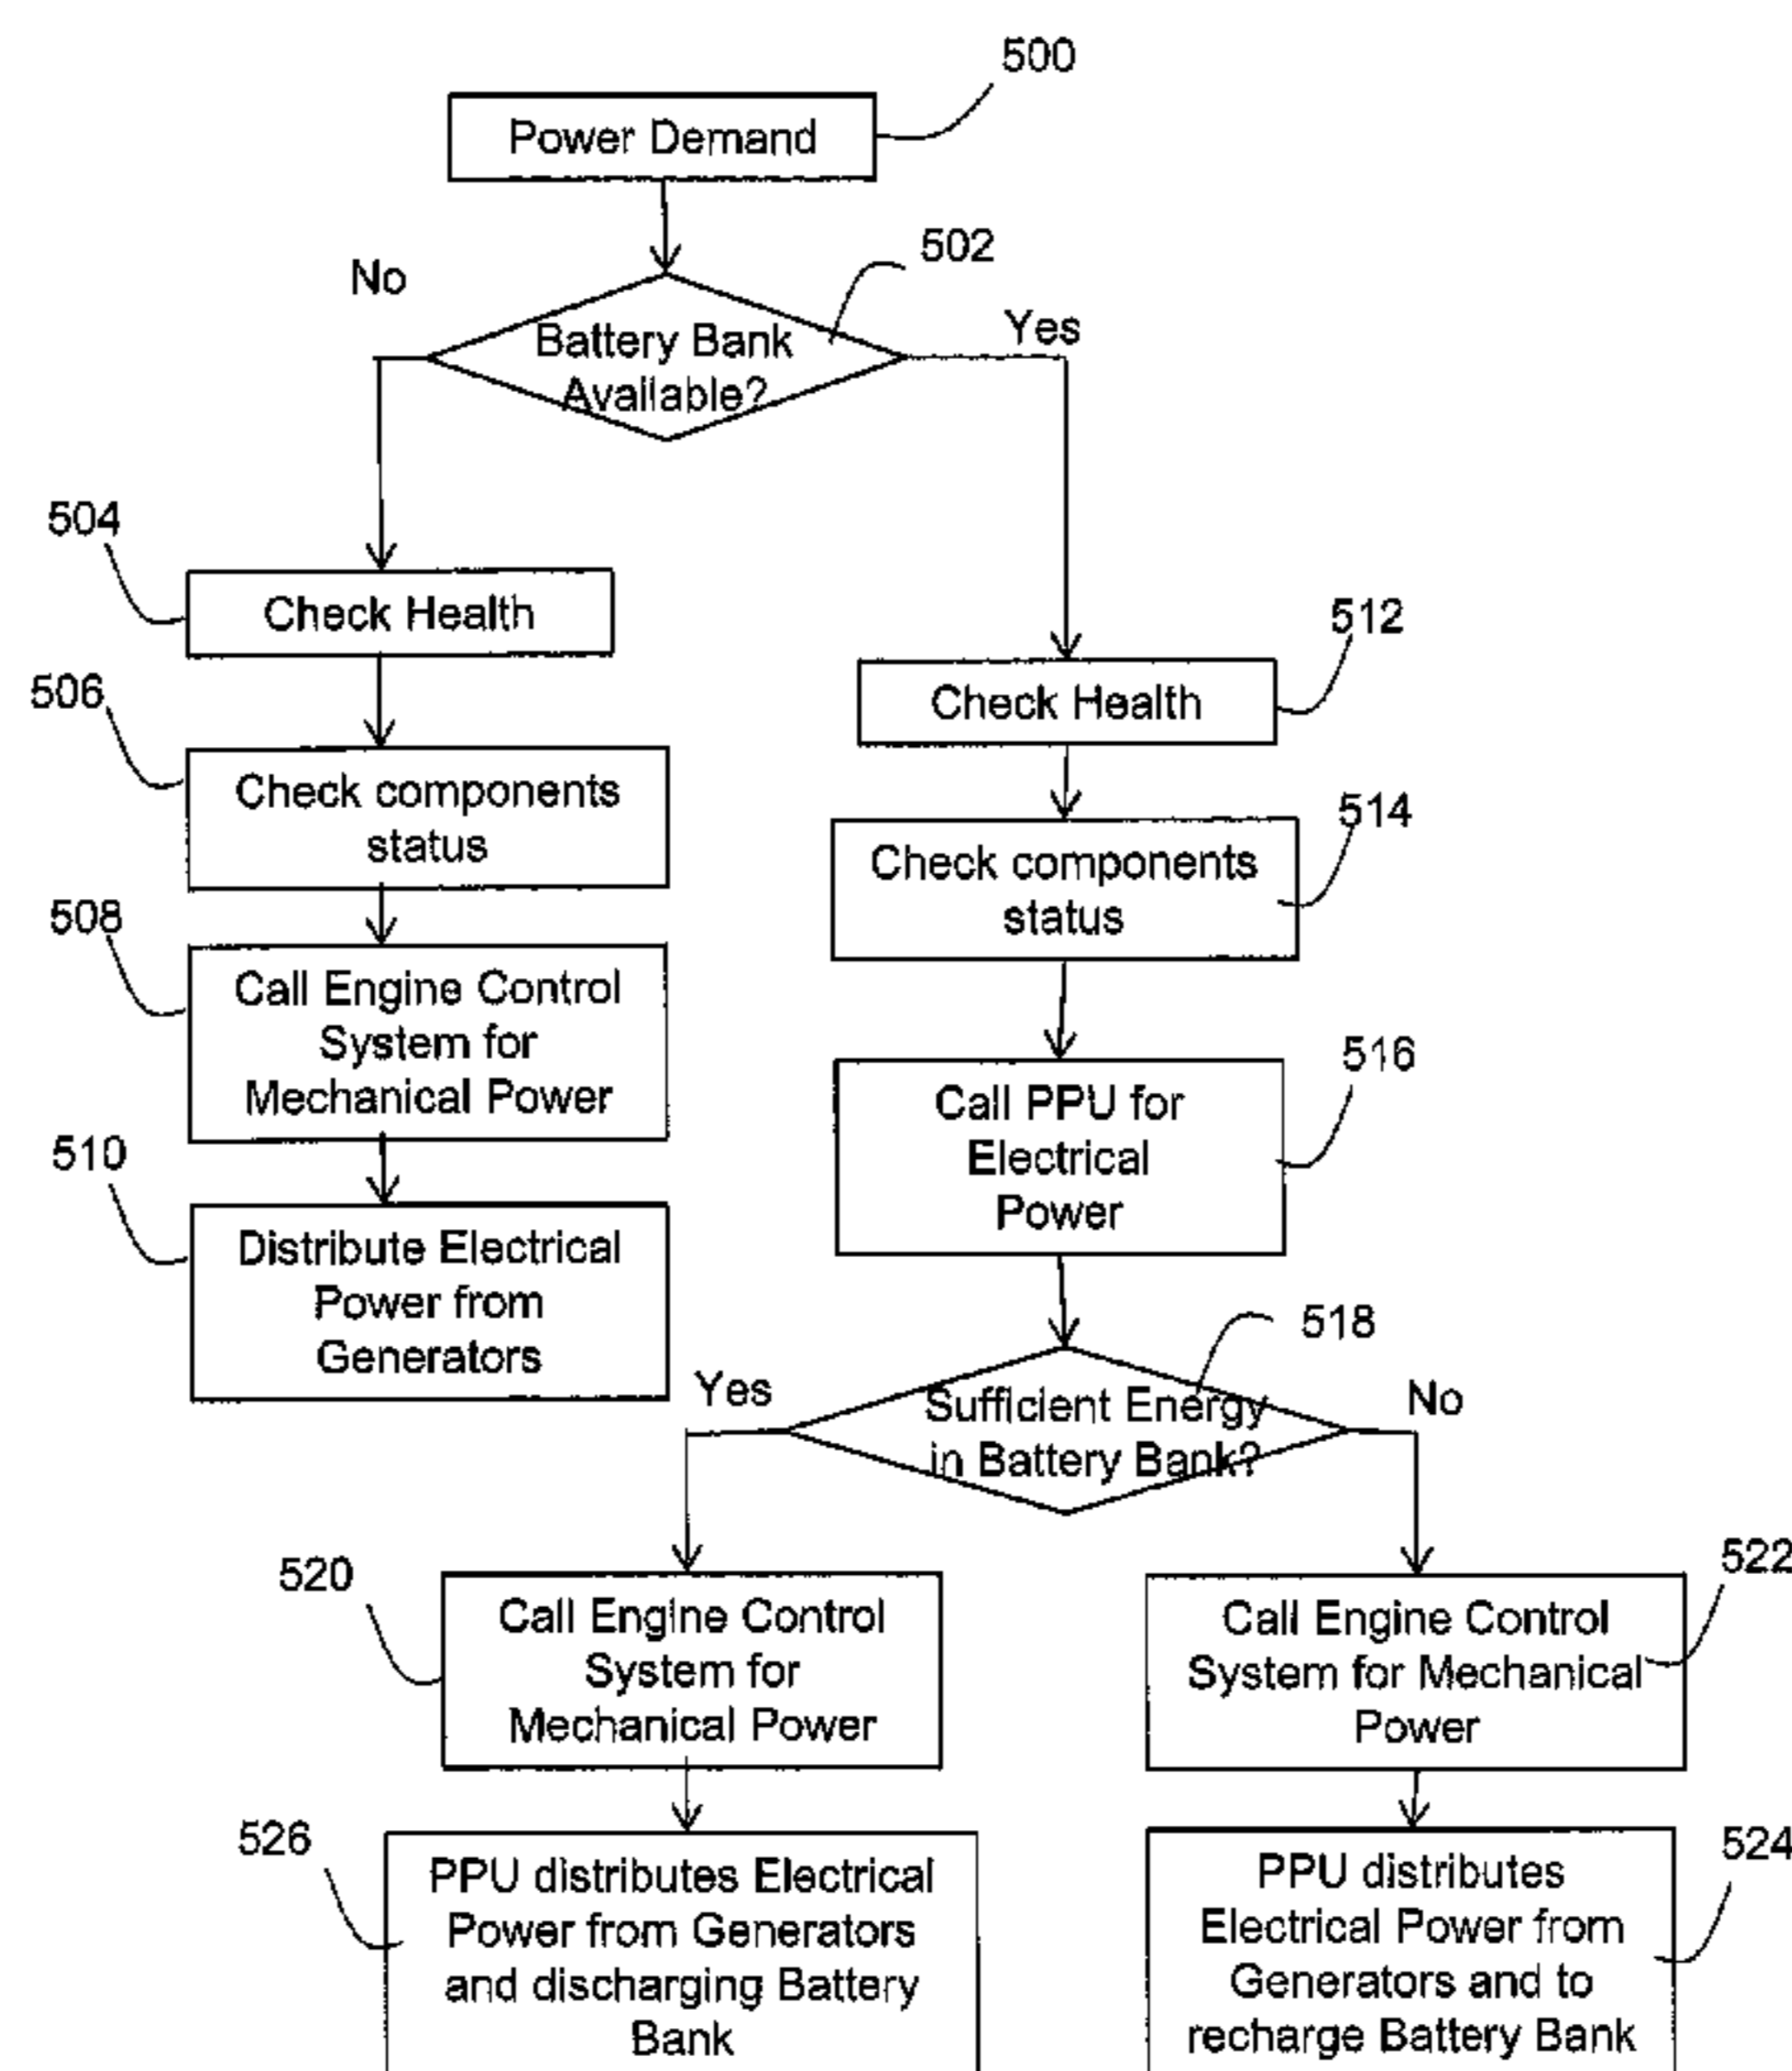 500
Power Demand
502
No
Yes
Battery Bank
Available?
504
Check Health
512
Check Health
506
Check components
status
514
Check components
status
508
Call Engine Control
System for
Mechanical Power
516
Call PPU for
Electrical
Power
510
Distribute Electrical
Power from
Generators
518
Yes
No
Sufficient Energy
in Battery Bank?
520
Call Engine Control
System for
Mechanical Power
522
Call Engine Control
System for Mechanical
Power
526
PPU distributes Electrical
Power from Generators
and discharging Battery
Bank
524
PPU distributes
Electrical Power from
Generators and to
recharge Battery Bank